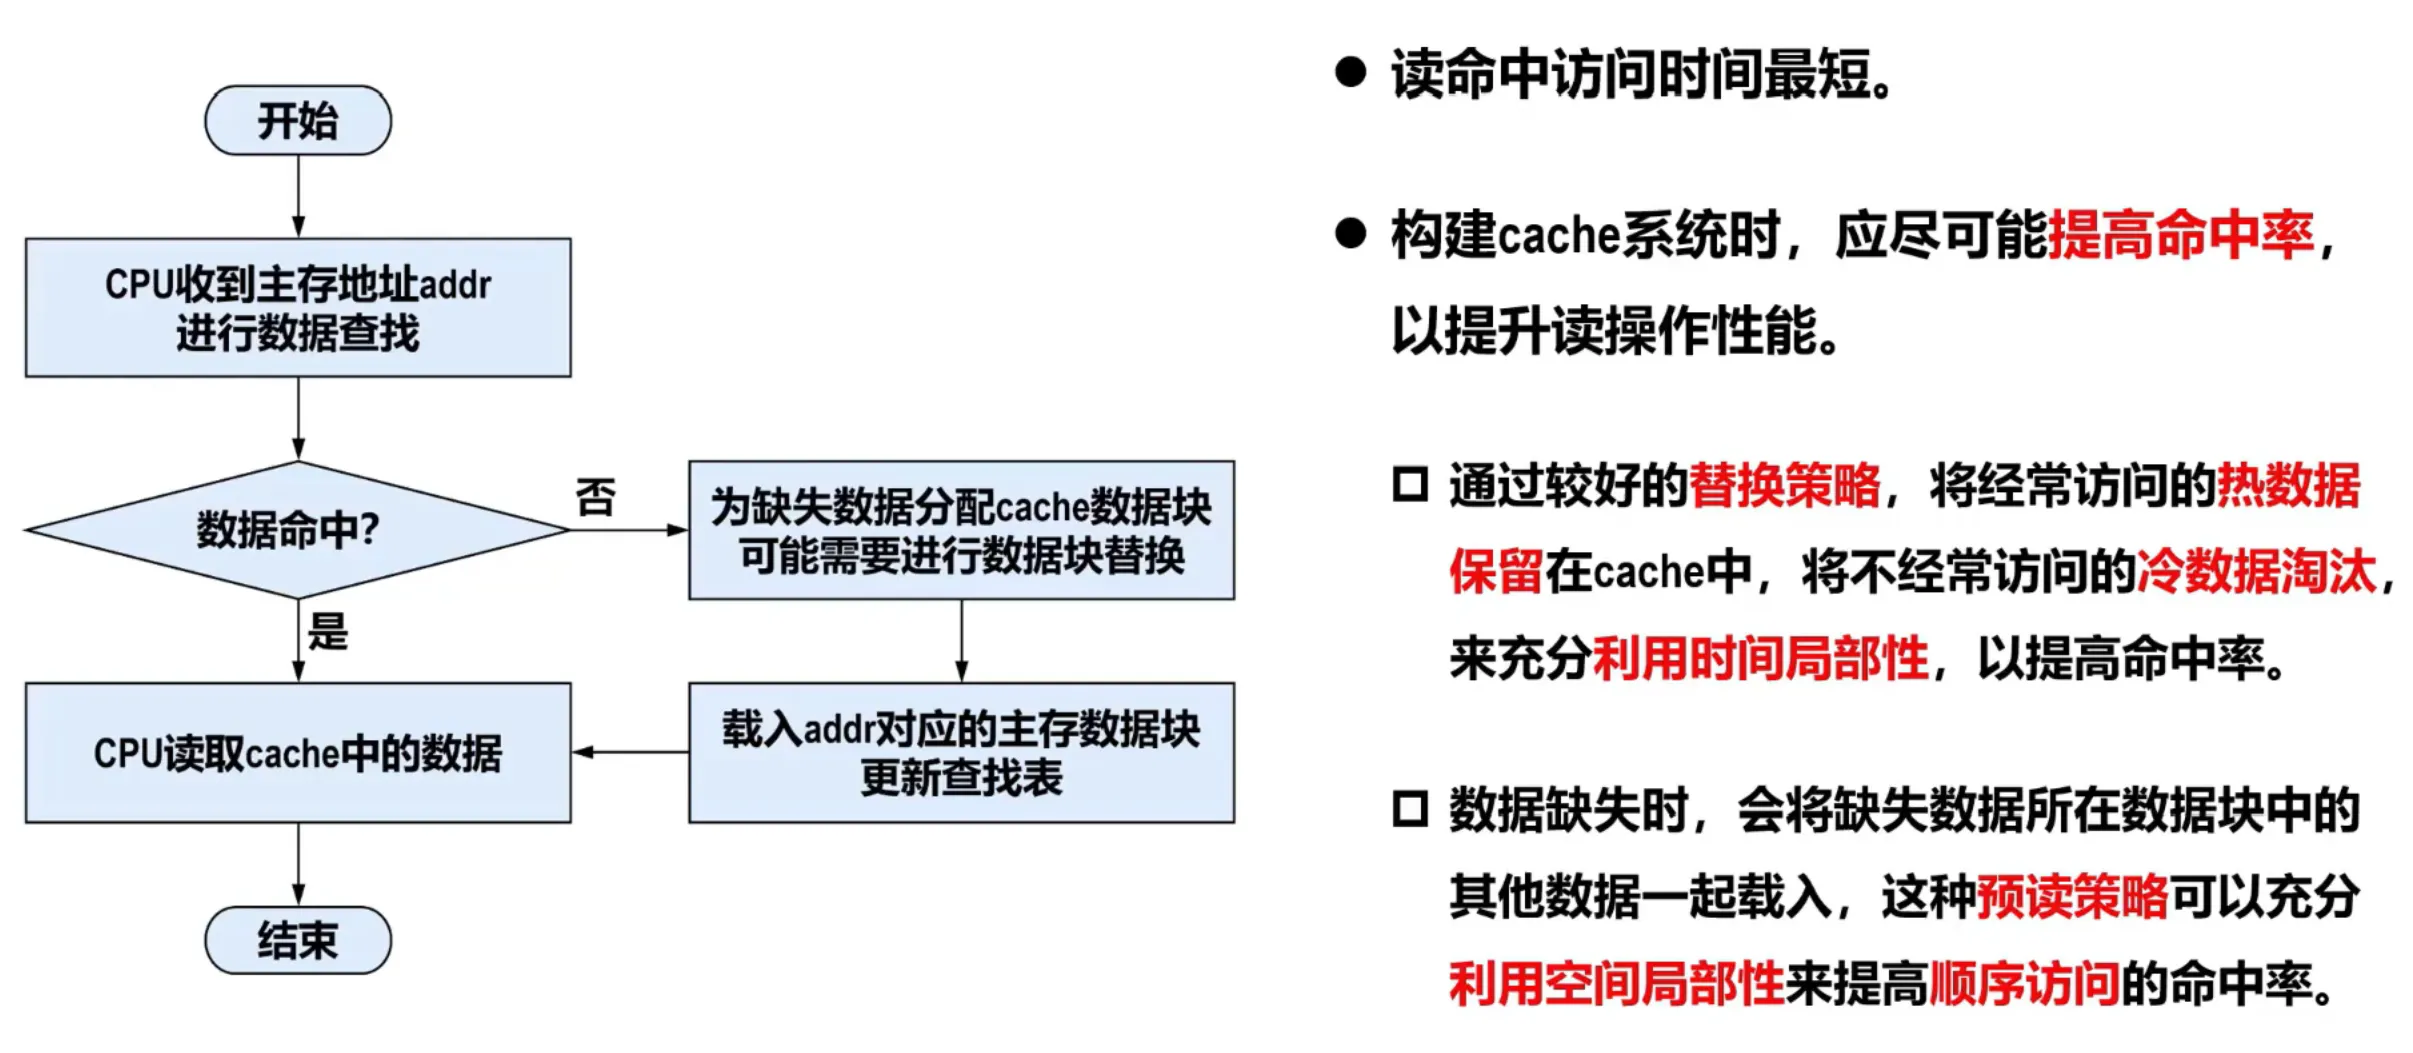 开始
CPU收到主存地址addr
进行数据查找
数据命中?
否
是
为缺失数据分配cache数据块
可能需要进行数据块替换
载入addr对应的主存数据块
更新查找表
CPU读取cache中的数据
结束
● 读命中访问时间最短。
● 构建cache系统时，应尽可能提高命中率，
以提升读操作性能。
□ 通过较好的替换策略，将经常访问的热数据
保留在cache中，将不经常访问的冷数据淘汰，
来充分利用时间局部性，以提高命中率。
□ 数据缺失时，会将缺失数据所在数据块中的
其他数据一起载入，这种预读策略可以充分
利用空间局部性来提高顺序访问的命中率。